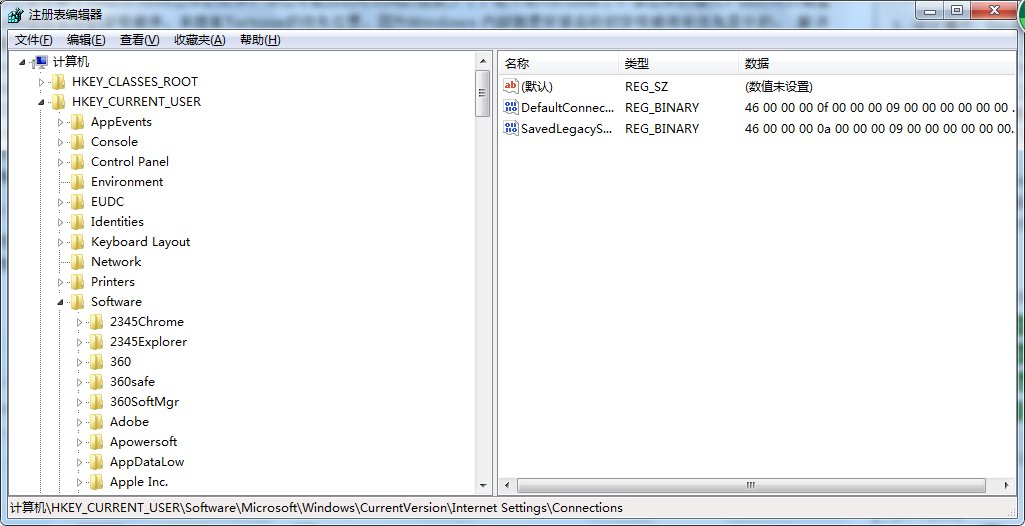 注册表编辑器
文件(F) 编辑(E) 查看(V) 收藏夹(A) 帮助(H)
计算机
HKEY_CLASSES_ROOT
HKEY_CURRENT_USER
AppEvents
Console
Control Panel
Environment
EUDC
Identities
Keyboard Layout
Network
Printers
Software
2345Chrome
2345Explorer
360
360safe
360SoftMgr
Adobe
Apowersoft
AppDataLow
Apple Inc.
名称 类型 数据
(默认) REG_SZ (数值未设置)
DefaultConnec... REG_BINARY 46 00 00 00 0f 00 00 00 09 00 00 00 00 00 00 ...
SavedLegacyS... REG_BINARY 46 00 00 00 0a 00 00 00 09 00 00 00 00 00 00...
计算机\HKEY_CURRENT_USER\Software\Microsoft\Windows\CurrentVersion\Internet Settings\Connections